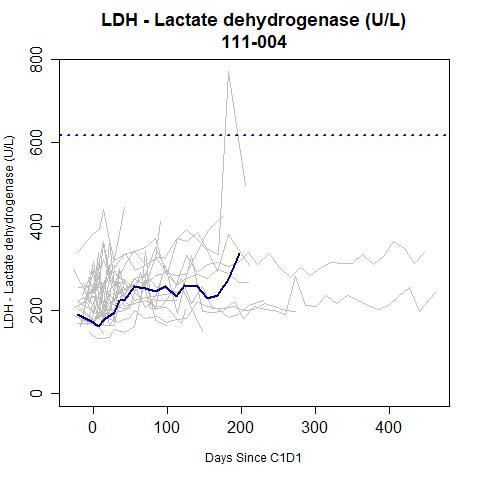 LDH - Lactate dehydrogenase (U/L)
111-004
LDH - Lactate dehydrogenase (U/L)
800
600
400
200
0
0 100 200 300 400
Days Since C1D1